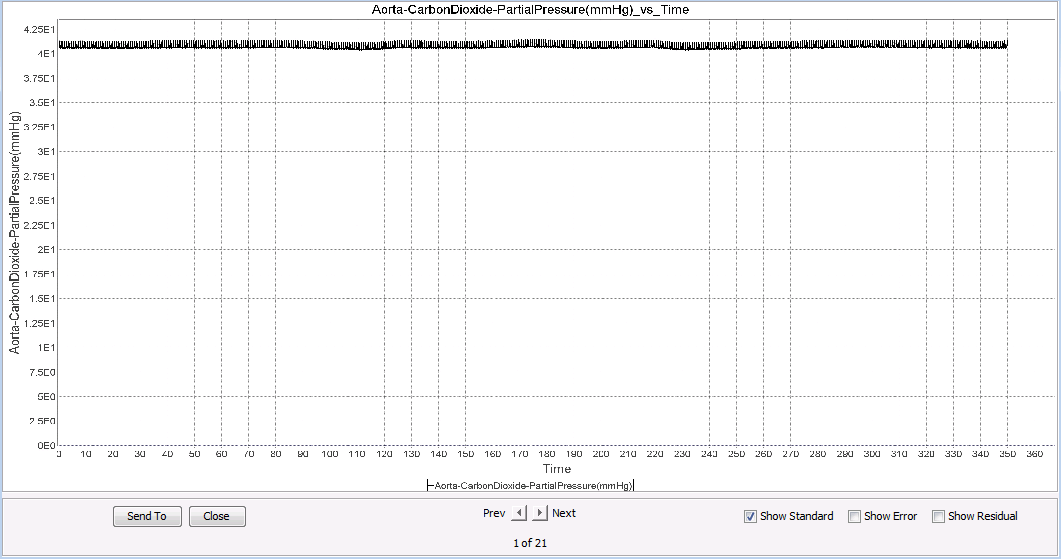 Aorta-CarbonDioxide-PartialPressure(mmHg)_vs_Time
Aorta-CarbonDioxide-PartialPressure(mmHg)
4.25E1
4E1
3.75E1
3.5E1
3.25E1
3E1
2.75E1
2.5E1
2.25E1
2E1
1.75E1
1.5E1
1.25E1
1E1
7.5E0
5E0
2.5E0
0E0
0 10 20 30 40 50 60 70 80 90 100 110 120 130 140 150 160 170 180 190 200 210 220 230 240 250 260 270 280 290 300 310 320 330 340 350 360
Time
Aorta-CarbonDioxide-PartialPressure(mmHg)
Send To Close Prev Next Show Standard Show Error Show Residual
1 of 21